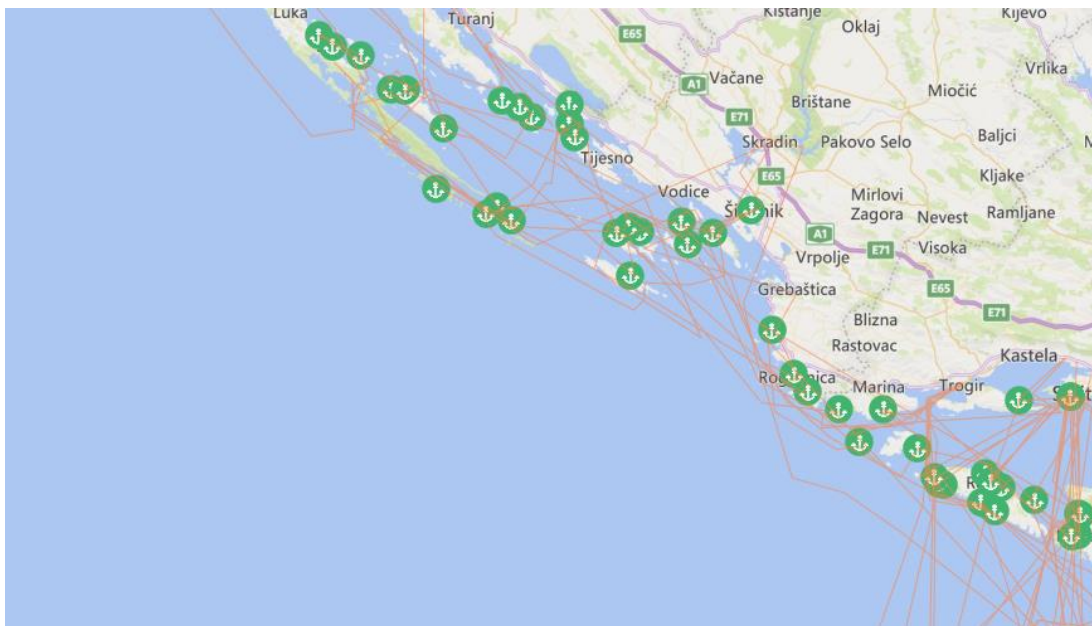 Luka
Turanj
Kistanje
Kijevo
Oklaj
E65
Vrlika
A1
Vačane
Miočić
Brištane
E71
Skradin
Pakovo Selo
Baljci
Tijesno
E65
Kljake
Vodice
Mirlovi
Zagora
Nevest
Ramljane
A1
E71
Visoka
Vrpolje
Grebaštica
E65
E71
Blizna
Rastovac
Kastela
Marina
Trogir